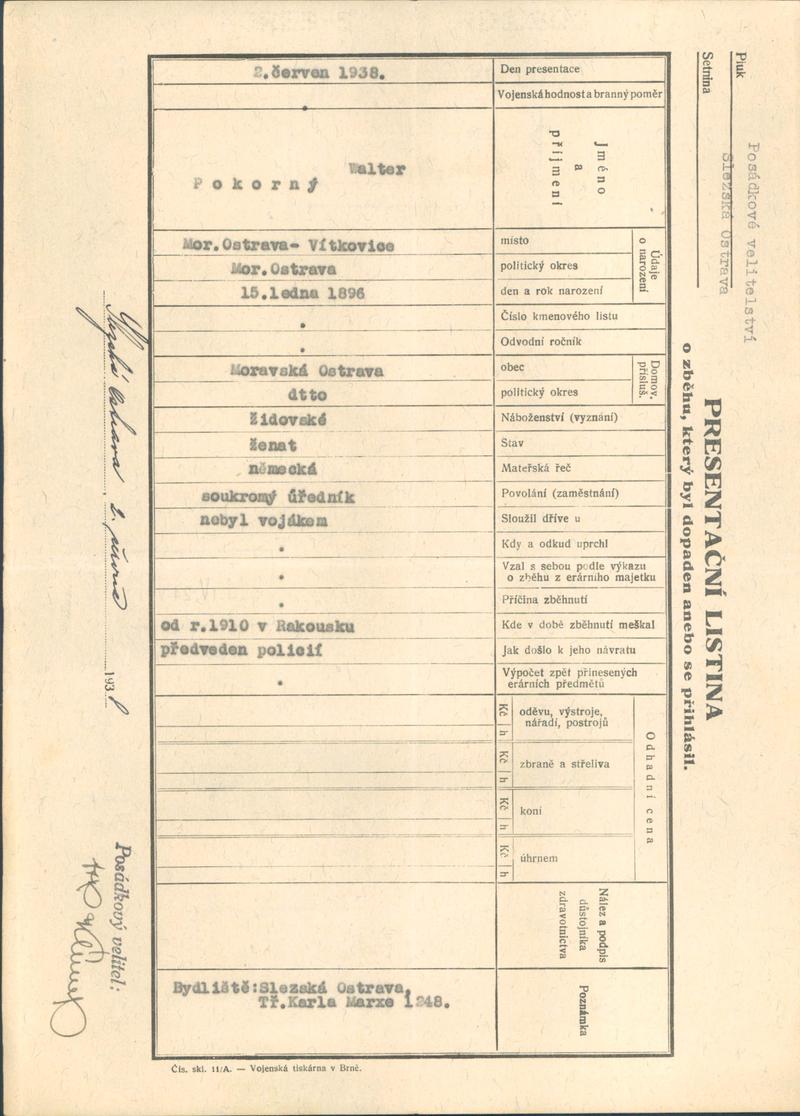 Pluk Posádkové velitelství
Setnina Slezská Ostrava
PRESENTAČNÍ LISTINA
o zběhu, který byl dopaden anebo se přihlásil.
Den presentace 2.červen 1938.
Vojenská hodnost a branný poměr .
Jméno a příjmení Walter
Pokorný
Údaje o narození
místo Mor.Ostrava- Vítkovice
politický okres Mor.Ostrava
den a rok narození 15.ledna 1896
Číslo kmenového listu .
Odvodní ročník .
Domov. přísluš.
obec Moravská Ostrava
politický okres dtto
Náboženství (vyznání) židovské
Stav ženat
Mateřská řeč německá
Povolání (zaměstnání) soukromý úředník
Sloužil dříve u nebyl vojákem
Kdy a odkud uprchl .
Vzal s sebou podle výkazu
o zběhu z erárního majetku .
Příčina zběhnutí .
Kde v době zběhnutí meškal od r.1910 v Rakousku
Jak došlo k jeho návratu předveden policií
Výpočet zpět přinesených
erárních předmětů .
Odhadní cena
oděvu, výstroje,
nářadí, postrojů Kč h
zbraně a střeliva Kč h
koní Kč h
úhrnem Kč h
Nález a podpis
důstojníka
zdravotnictva
Poznámka
Bydliště:Slezská Ostrava,
Tř.Karla Marxe 1248.
Slezská Ostrava, 2. června 1938
Posádkový velitel:
Čís. skl. 11/A. — Vojenská tiskárna v Brně.